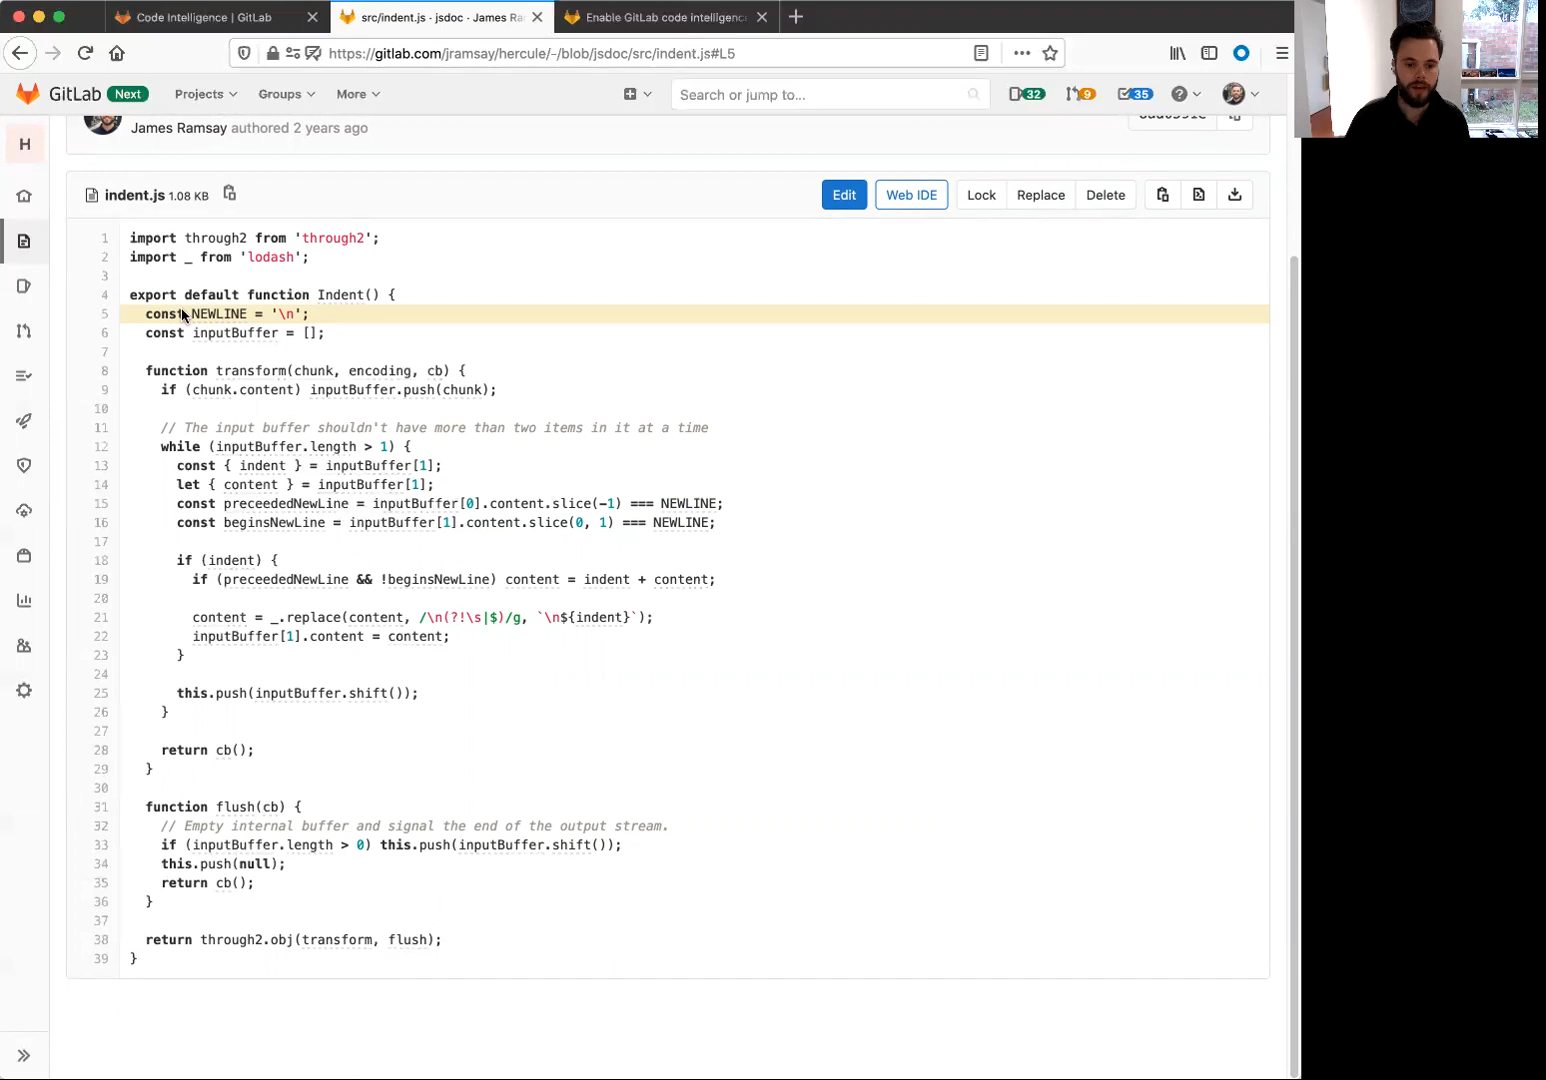 Code Intelligence | GitLab
src/indent.js · jsdoc · James Ra
Enable GitLab code intelligenc
https://gitlab.com/jramsay/hercule/-/blob/jsdoc/src/indent.js#L5
GitLab Next Projects Groups More Search or jump to... 32 9 35
H
James Ramsay authored 2 years ago
indent.js 1.08 KB Edit Web IDE Lock Replace Delete
1 import through2 from 'through2';
2 import _ from 'lodash';
3
4 export default function Indent() {
5 const NEWLINE = '\n';
6 const inputBuffer = [];
7
8 function transform(chunk, encoding, cb) {
9 if (chunk.content) inputBuffer.push(chunk);
10
11 // The input buffer shouldn't have more than two items in it at a time
12 while (inputBuffer.length > 1) {
13 const { indent } = inputBuffer[1];
14 let { content } = inputBuffer[1];
15 const preceededNewLine = inputBuffer[0].content.slice(-1) === NEWLINE;
16 const beginsNewLine = inputBuffer[1].content.slice(0, 1) === NEWLINE;
17
18 if (indent) {
19 if (preceededNewLine && !beginsNewLine) content = indent + content;
20
21 content = _.replace(content, /\n(?!\s|$)/g, `\n${indent}`);
22 inputBuffer[1].content = content;
23 }
24
25 this.push(inputBuffer.shift());
26 }
27
28 return cb();
29 }
30
31 function flush(cb) {
32 // Empty internal buffer and signal the end of the output stream.
33 if (inputBuffer.length > 0) this.push(inputBuffer.shift());
34 this.push(null);
35 return cb();
36 }
37
38 return through2.obj(transform, flush);
39 }